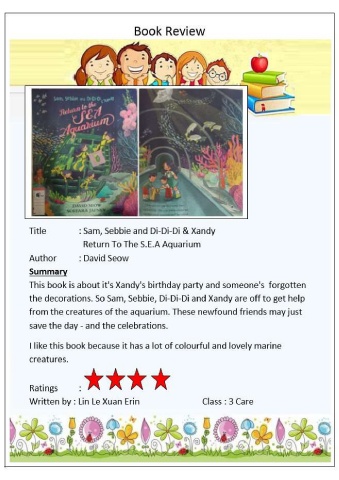 Book Review
Sam, Sebbie and Di-Di-Di, Xandy
Return to the
S.E.A
Aquarium
DAVID SEOW
Title : Sam, Sebbie and Di-Di-Di & Xandy
Return To The S.E.A Aquarium
Author : David Seow
Summary
This book is about it's Xandy's birthday party and someone's forgotten
the decorations. So Sam, Sebbie, Di-Di-Di and Xandy are off to get help
from the creatures of the aquarium. These newfound friends may just
save the day - and the celebrations.
I like this book because it has a lot of colourful and lovely marine
creatures.
Ratings :
Written by : Lin Le Xuan Erin Class : 3 Care